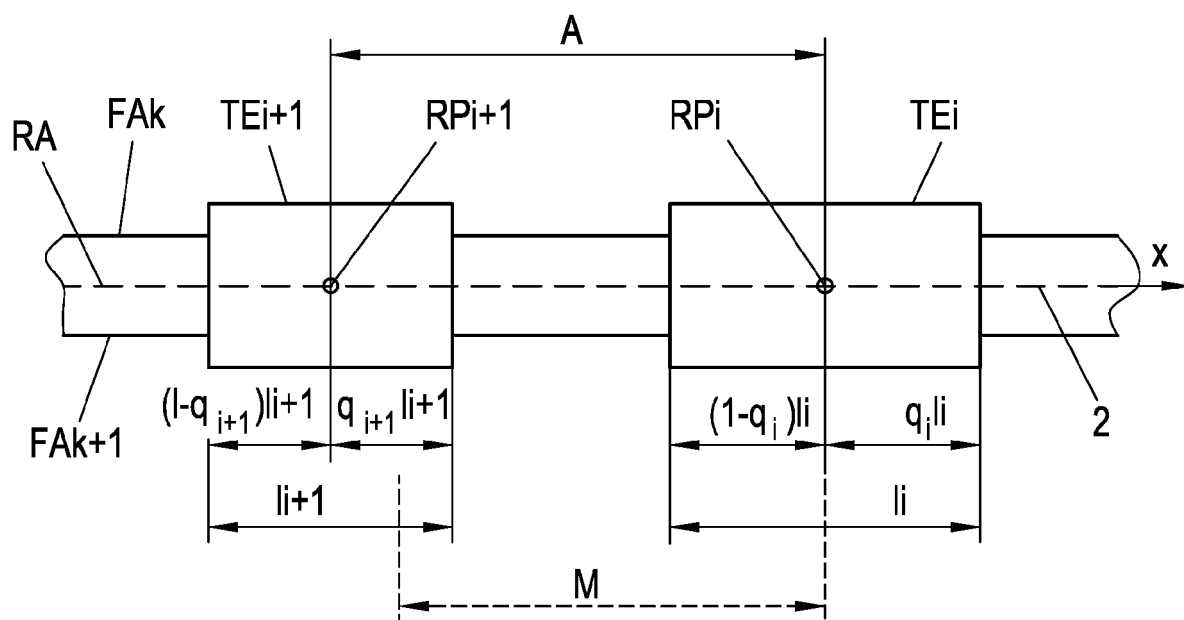 A
FAk
TEi+1
RPi+1
RPi
TEi
RA
x
(l-q i+1)li+1
q i+1 li+1
(1-q i)li
q i li
FAk+1
2
li+1
li
M